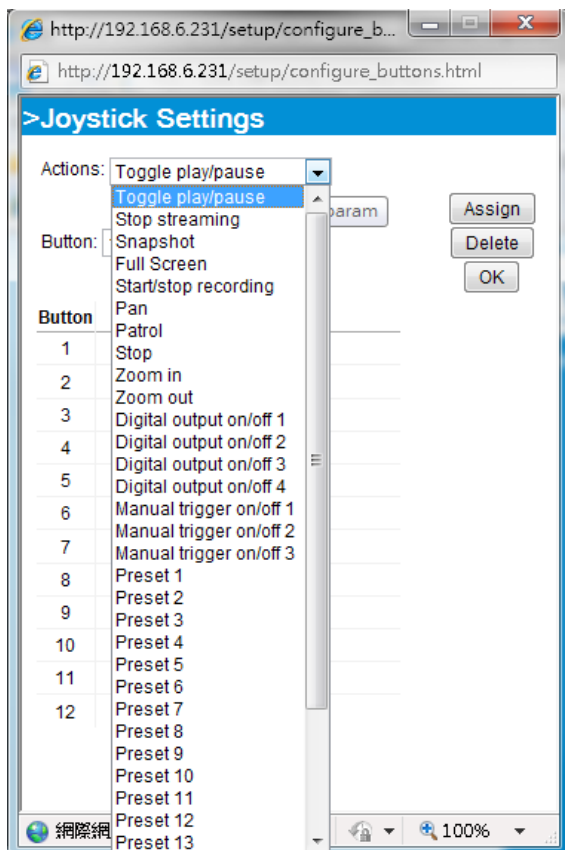 http://192.168.6.231/setup/configure_b...
http://192.168.6.231/setup/configure_buttons.html
>Joystick Settings
Actions: Toggle play/pause
Toggle play/pause
Stop streaming
Snapshot
Full Screen
Start/stop recording
Pan
Patrol
Stop
Zoom in
Zoom out
Digital output on/off 1
Digital output on/off 2
Digital output on/off 3
Digital output on/off 4
Manual trigger on/off 1
Manual trigger on/off 2
Manual trigger on/off 3
Preset 1
Preset 2
Preset 3
Preset 4
Preset 5
Preset 6
Preset 7
Preset 8
Preset 9
Preset 10
Preset 11
Preset 12
Preset 13
param
Button:
Assign
Delete
OK
Button
1
2
3
4
5
6
7
8
9
10
11
12
網際網
100%